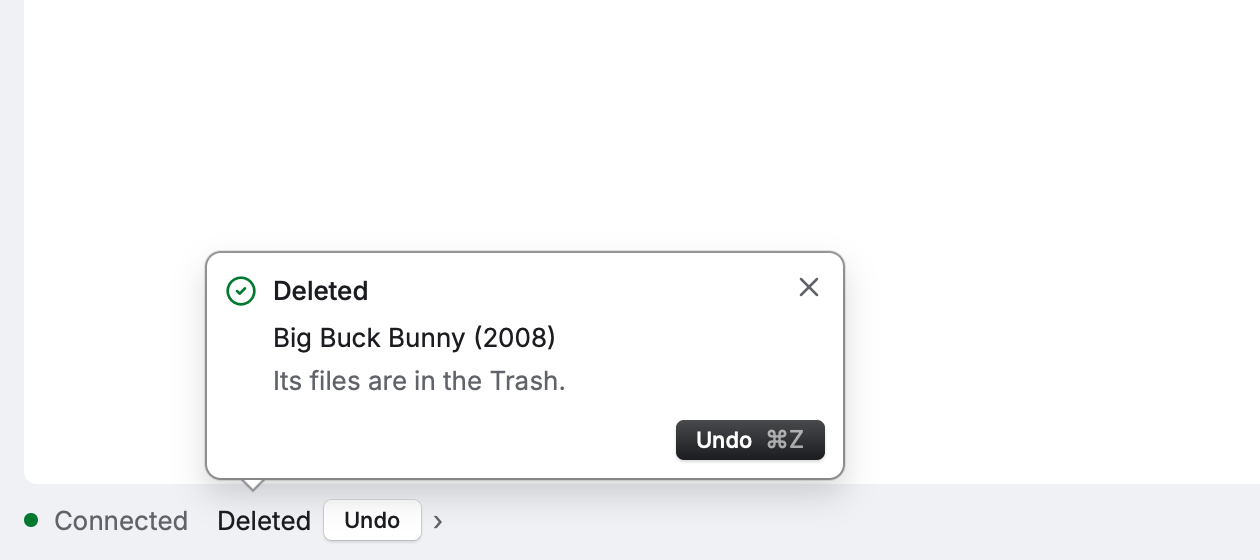 Deleted
Big Buck Bunny (2008)
Its files are in the Trash.
Undo ⌘Z
Connected Deleted Undo ›